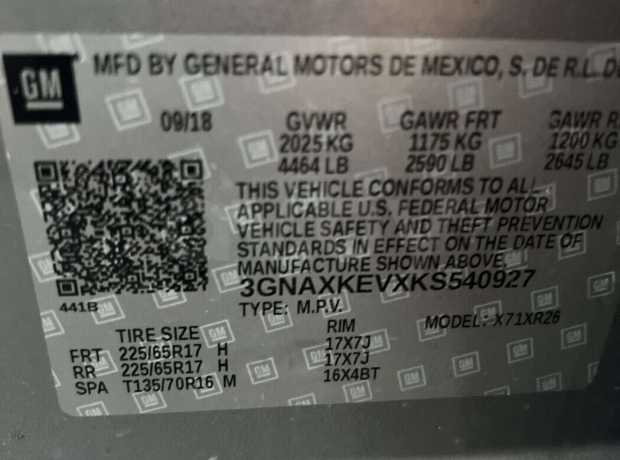 GM MFD BY GENERAL MOTORS DE MEXICO, S. DE R.L. D
09/18 GVWR GAWR FRT GAWR R
2025 KG 1175 KG 1200 K
4464 LB 2590 LB 2645 LB
THIS VEHICLE CONFORMS TO ALL
APPLICABLE U.S. FEDERAL MOTOR
VEHICLE SAFETY AND THEFT PREVENTION
STANDARDS IN EFFECT ON THE DATE OF
MANUFACTURE SHOWN ABOVE.
3GNAXKEVXKS540927
441B TYPE: M.P.V. MODEL: X71XR26
TIRE SIZE RIM
FRT 225/65R17 H 17X7J
RR 225/65R17 H 17X7J
SPA T135/70R16 M 16X4BT